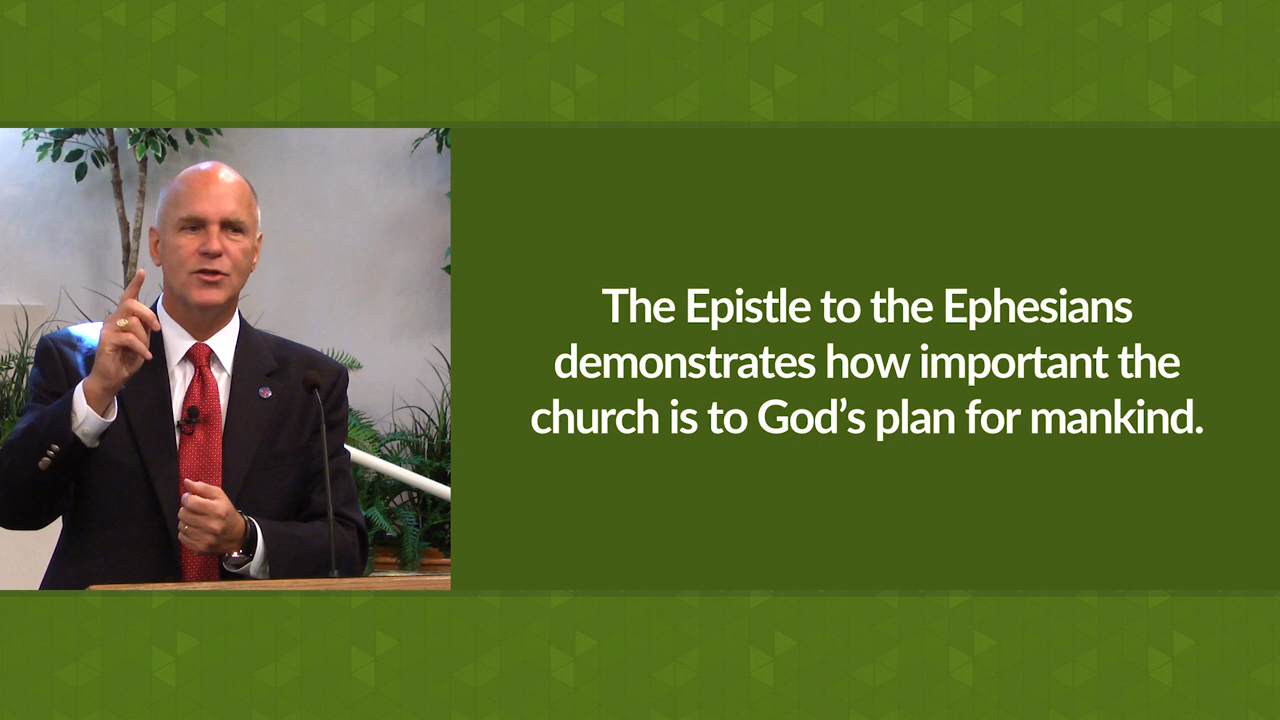 The Epistle to the Ephesians
demonstrates how important the
church is to God’s plan for mankind.